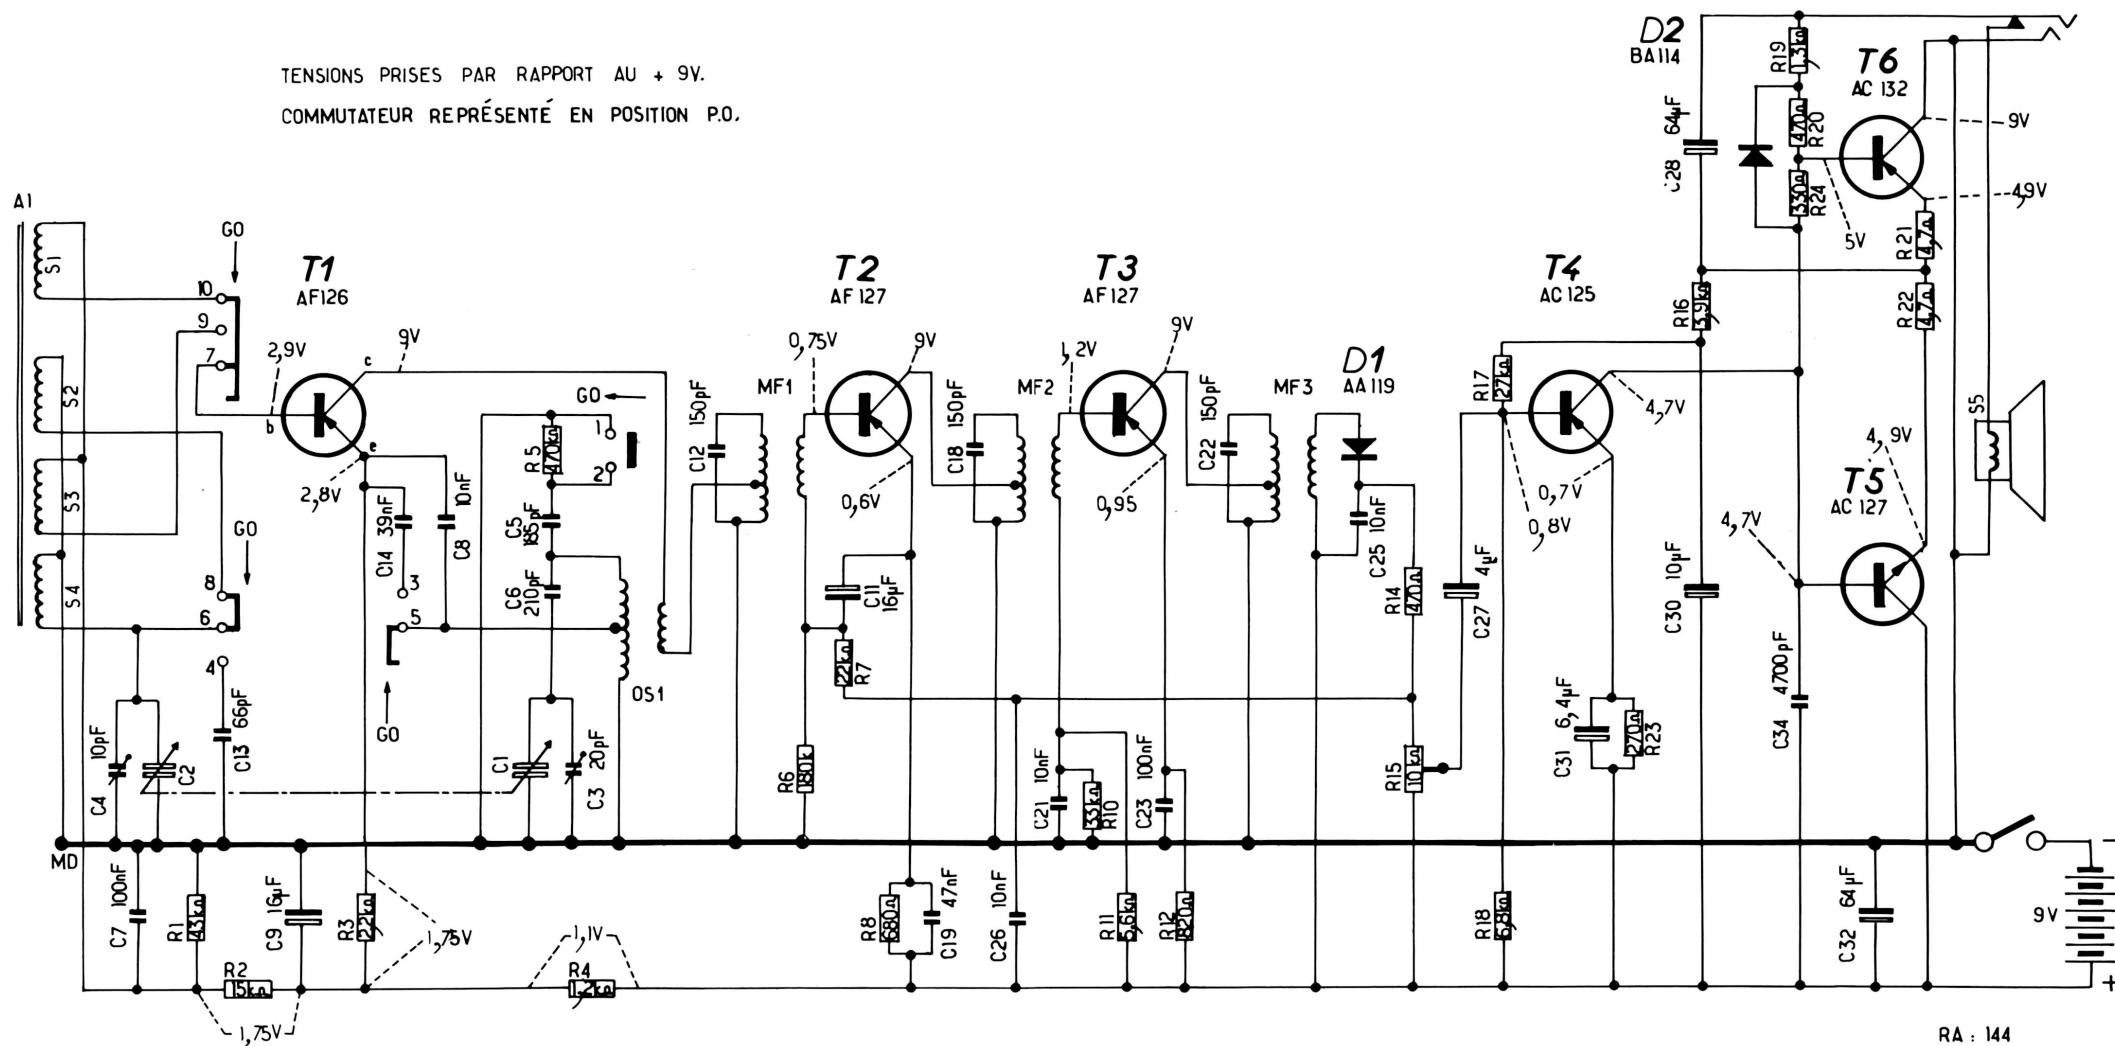 TENSIONS PRISES PAR RAPPORT AU + 9V.
COMMUTATEUR REPRÉSENTÉ EN POSITION P.O.
D2
BA114
R19
1,3kΩ
T6
AC 132
64µF
C28
470Ω
R20
330Ω
R24
9V
4,9V
5V
R21
4,7Ω
R22
4,7Ω
A1
S1
S2
S3
S4
GO
10
9
7
GO
8
6
4
T1
AF126
2,9V
9V
c
b
e
2,8V
39nF
C14
10nF
C8
3
5
GO
GO
1
2
R5
470kΩ
C5
C6
210pF
OS1
150pF
C12
MF1
T2
AF 127
0,75V
9V
0,6V
C11
16µF
22kΩ
R7
150pF
C18
MF2
T3
AF 127
1,2V
9V
0,95
150pF
C22
MF3
D1
AA 119
10nF
C25
R14
470Ω
4µF
C27
T4
AC 125
R17
27kΩ
R16
3,9kΩ
4,7V
0,7V
0,8V
4,9V
T5
AC 127
4,7V
S5
10µF
C30
4700pF
C34
6,4µF
C31
270Ω
R23
10pF
C4
C2
66pF
C13
C1
20pF
C3
R6
180k
10nF
C21
33kΩ
R10
100nF
C23
R15
10kΩ
MD
100nF
C7
R1
43kΩ
16µF
C9
R3
2,2kΩ
1,75V
R2
15kΩ
1,75V
1,1V
R4
1,2kΩ
R8
680Ω
47nF
C19
10nF
C26
R11
5,6kΩ
R12
820Ω
R18
6,8kΩ
64µF
C32
9V
-
+
RA : 144